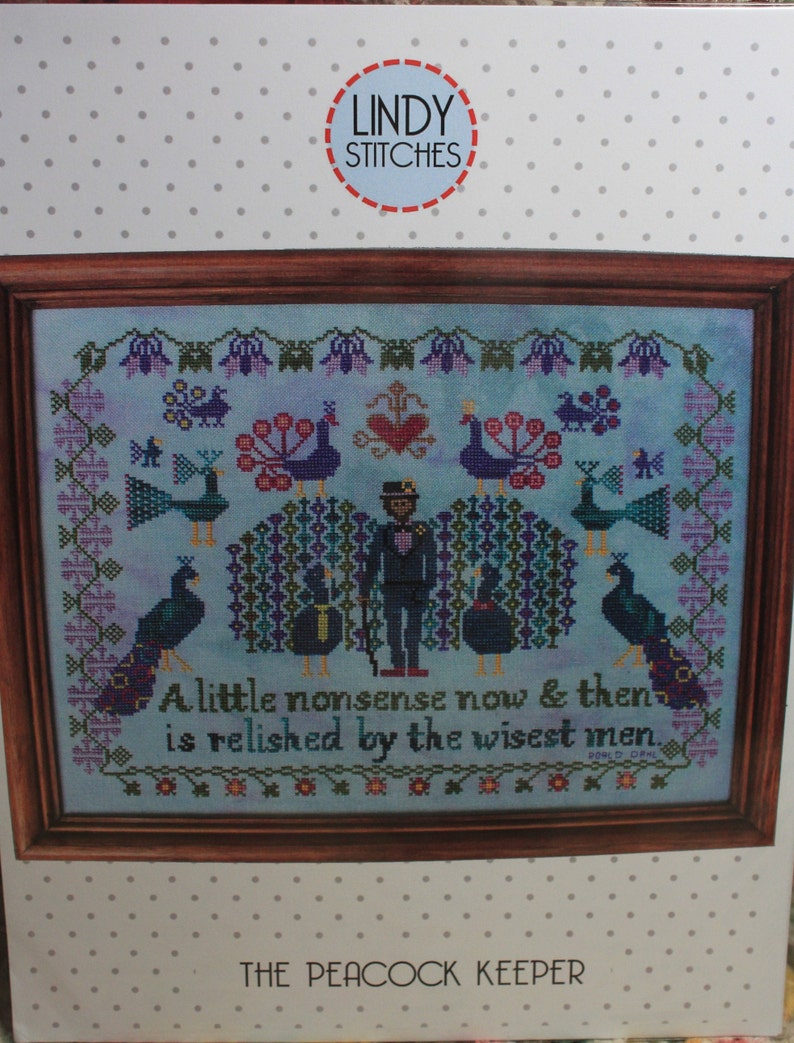 LINDY
STITCHES
A little nonsense now & then
is relished by the wisest men.
ROALD DAHL
THE PEACOCK KEEPER